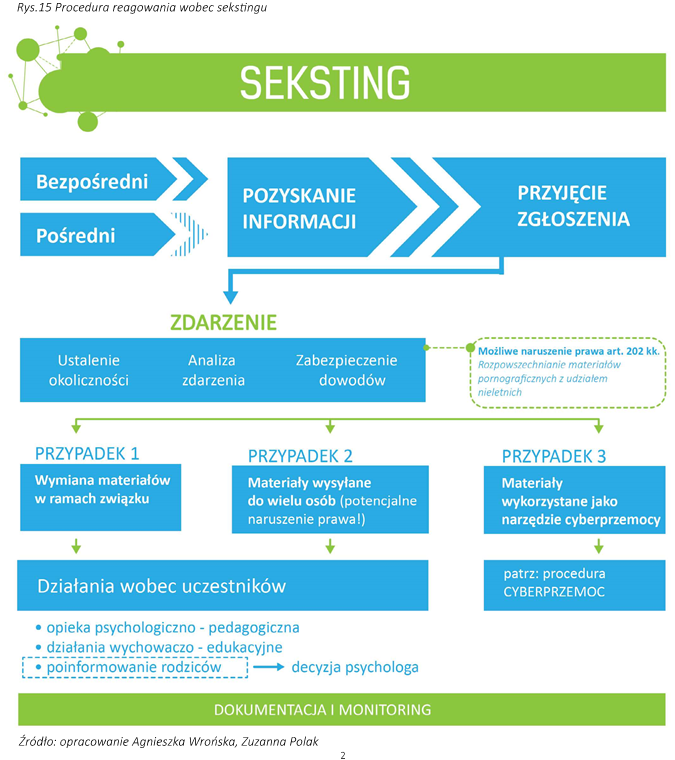 Rys.15 Procedura reagowania wobec sekstingu
SEKSTING
Bezpośredni
Pośredni
POZYSKANIE
INFORMACJI
PRZYJĘCIE
ZGŁOSZENIA
ZDARZENIE
Ustalenie
okoliczności
Analiza
zdarzenia
Zabezpieczenie
dowodów
Możliwe naruszenie prawa art. 202 kk.
Rozpowszechnianie materiałów
pornograficznych z udziałem
nieletnich
PRZYPADEK 1
Wymiana materiałów
w ramach związku
PRZYPADEK 2
Materiały wysyłane
do wielu osób (potencjalne
naruszenie prawa!)
PRZYPADEK 3
Materiały
wykorzystane jako
narzędzie cyberprzemocy
Działania wobec uczestników
patrz: procedura
CYBERPRZEMOC
• opieka psychologiczno - pedagogiczna
• działania wychowaczo - edukacyjne
• poinformowanie rodziców
decyzja psychologa
DOKUMENTACJA I MONITORING
Źródło: opracowanie Agnieszka Wrońska, Zuzanna Polak
2